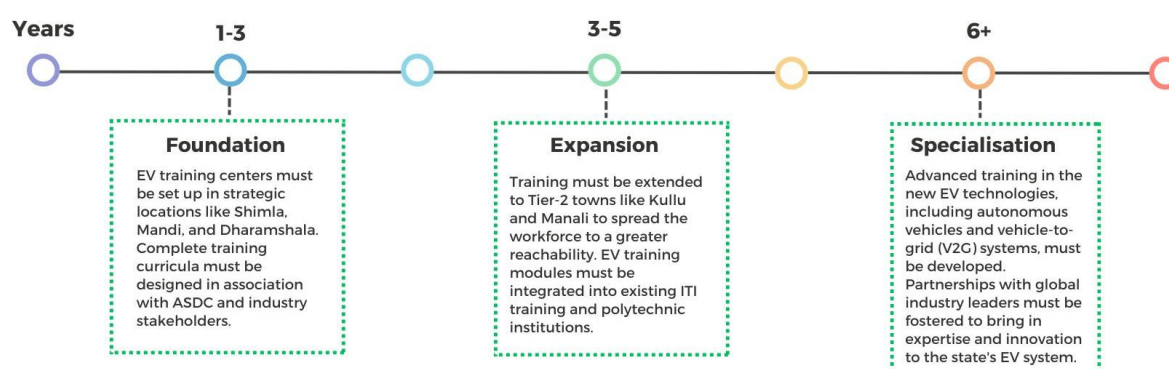 Years
1-3
3-5
6+
Foundation
EV training centers must
be set up in strategic
locations like Shimla,
Mandi, and Dharamshala.
Complete training
curricula must be
designed in association
with ASDC and industry
stakeholders.
Expansion
Training must be extended
to Tier-2 towns like Kullu
and Manali to spread the
workforce to a greater
reachability. EV training
modules must be
integrated into existing ITI
training and polytechnic
institutions.
Specialisation
Advanced training in the
new EV technologies,
including autonomous
vehicles and vehicle-to-
grid (V2G) systems, must
be developed.
Partnerships with global
industry leaders must be
fostered to bring in
expertise and innovation
to the state's EV system.